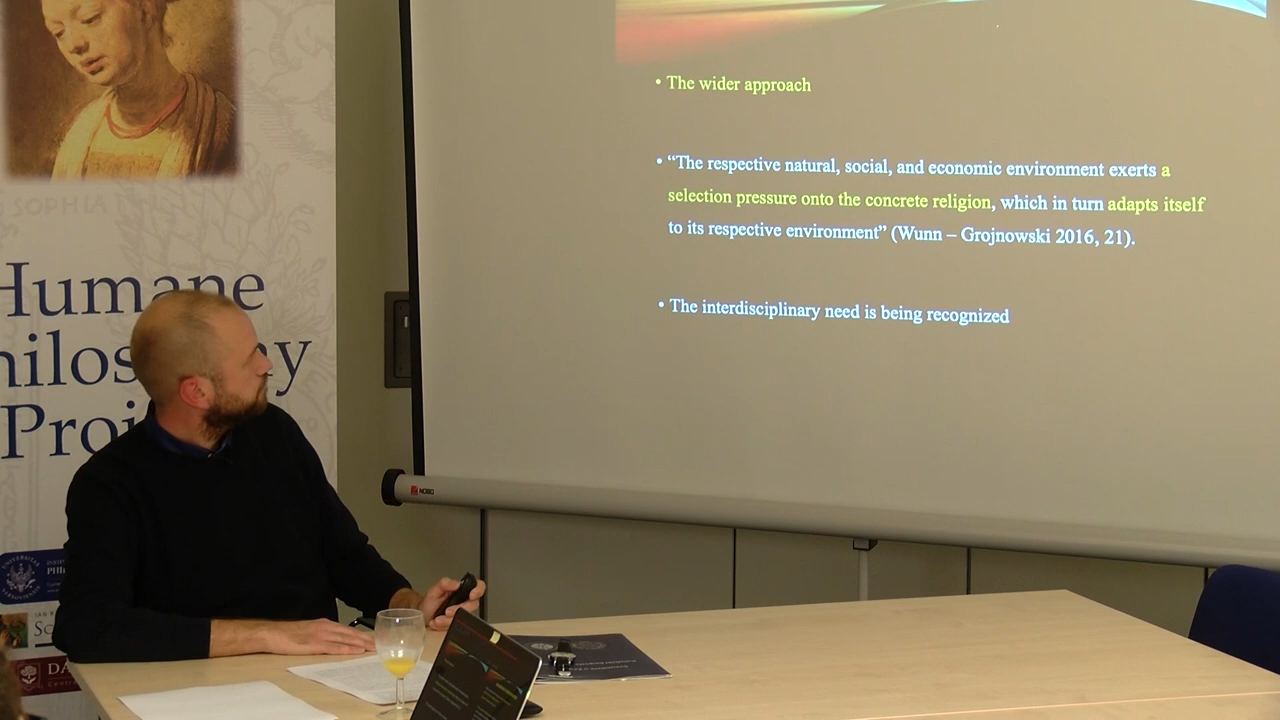 SOPHIA
Humane
Philosophy
Proj
• The wider approach
• “The respective natural, social, and economic environment exerts a
selection pressure onto the concrete religion, which in turn adapts itself
to its respective environment” (Wunn – Grojnowski 2016, 21).
• The interdisciplinary need is being recognized
NOBO